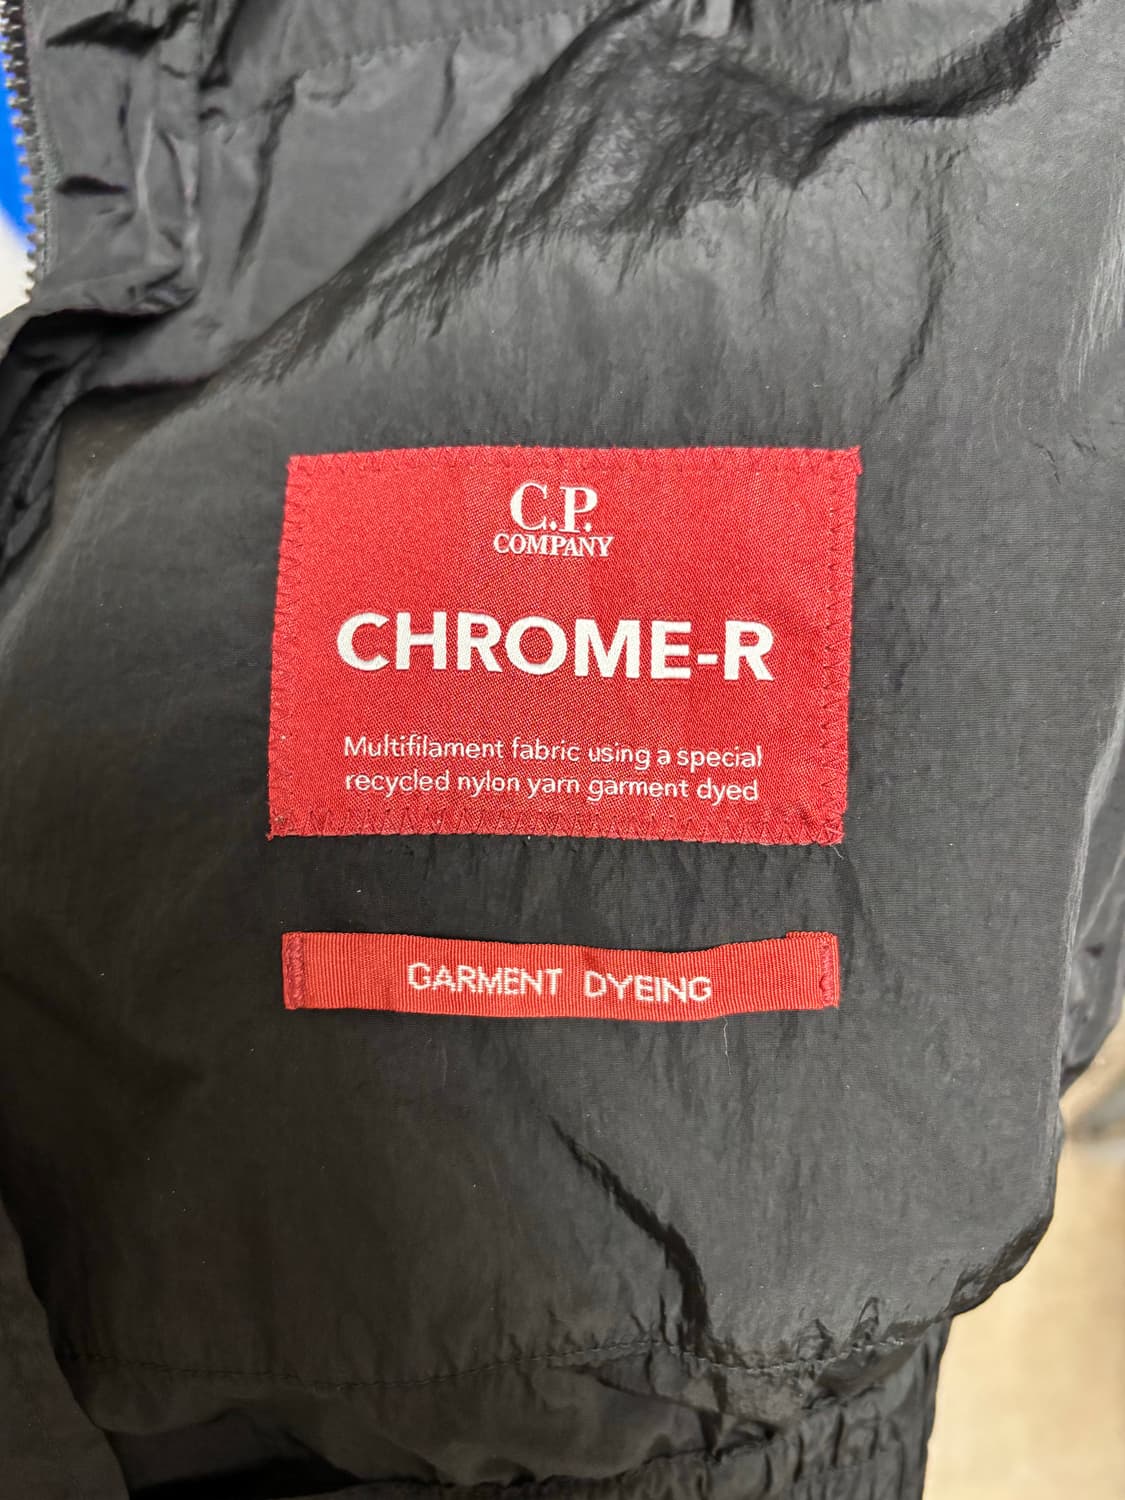 C.P.
COMPANY
CHROME-R
Multifilament fabric using a special
recycled nylon yarn garment dyed
GARMENT DYEING